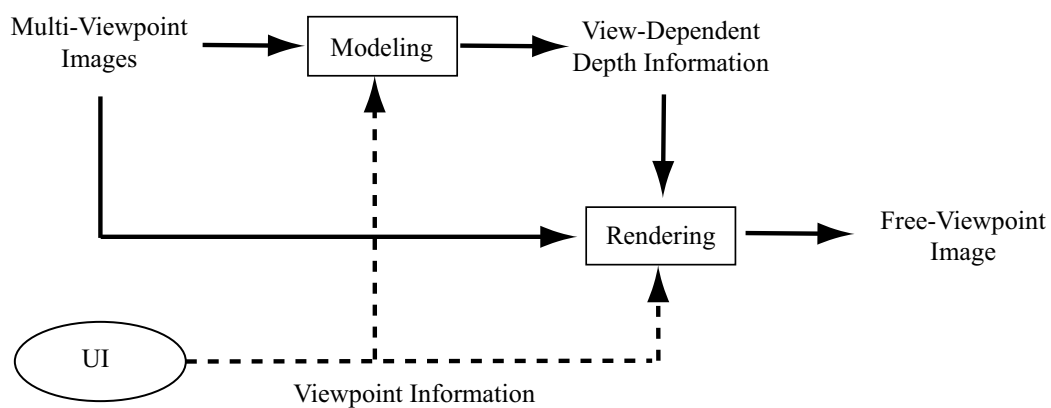 Multi-Viewpoint
Images
Modeling
View-Dependent
Depth Information
Rendering
Free-Viewpoint
Image
UI
Viewpoint Information